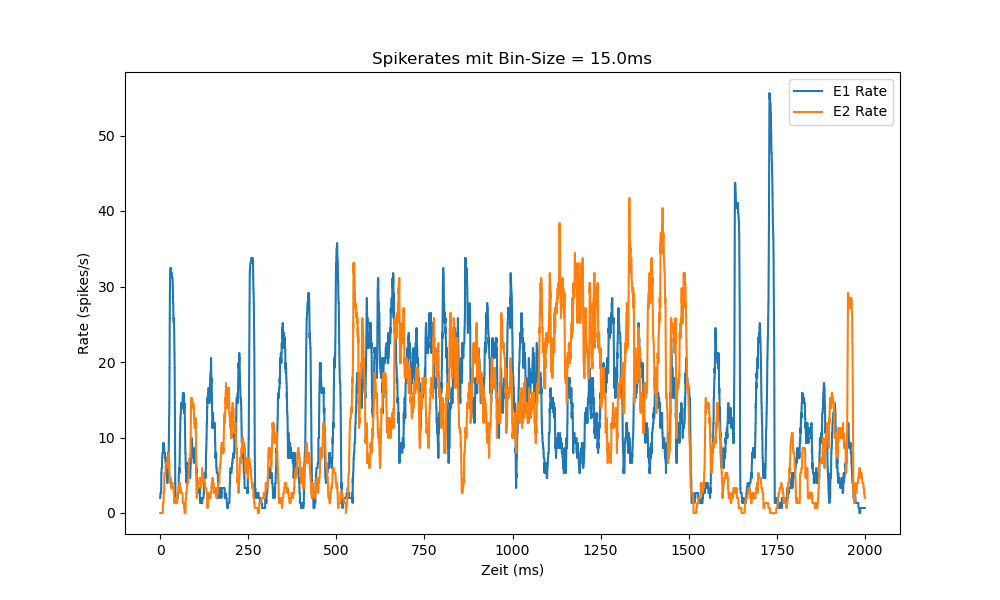 Spikerates mit Bin-Size = 15.0ms
E1 Rate
E2 Rate
50
40
30
20
10
0
Rate (spikes/s)
0 250 500 750 1000 1250 1500 1750 2000
Zeit (ms)